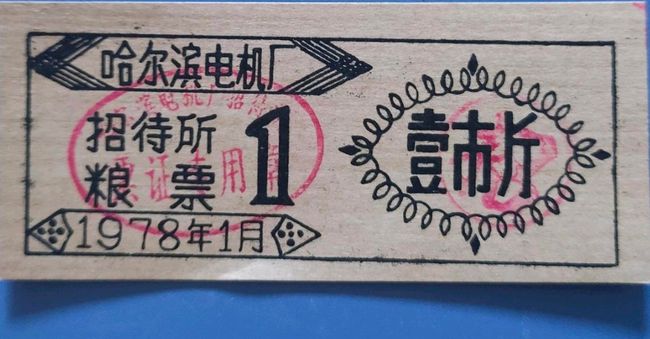 哈尔滨电机厂
招待所
粮票
1
1978年1月
壹市斤